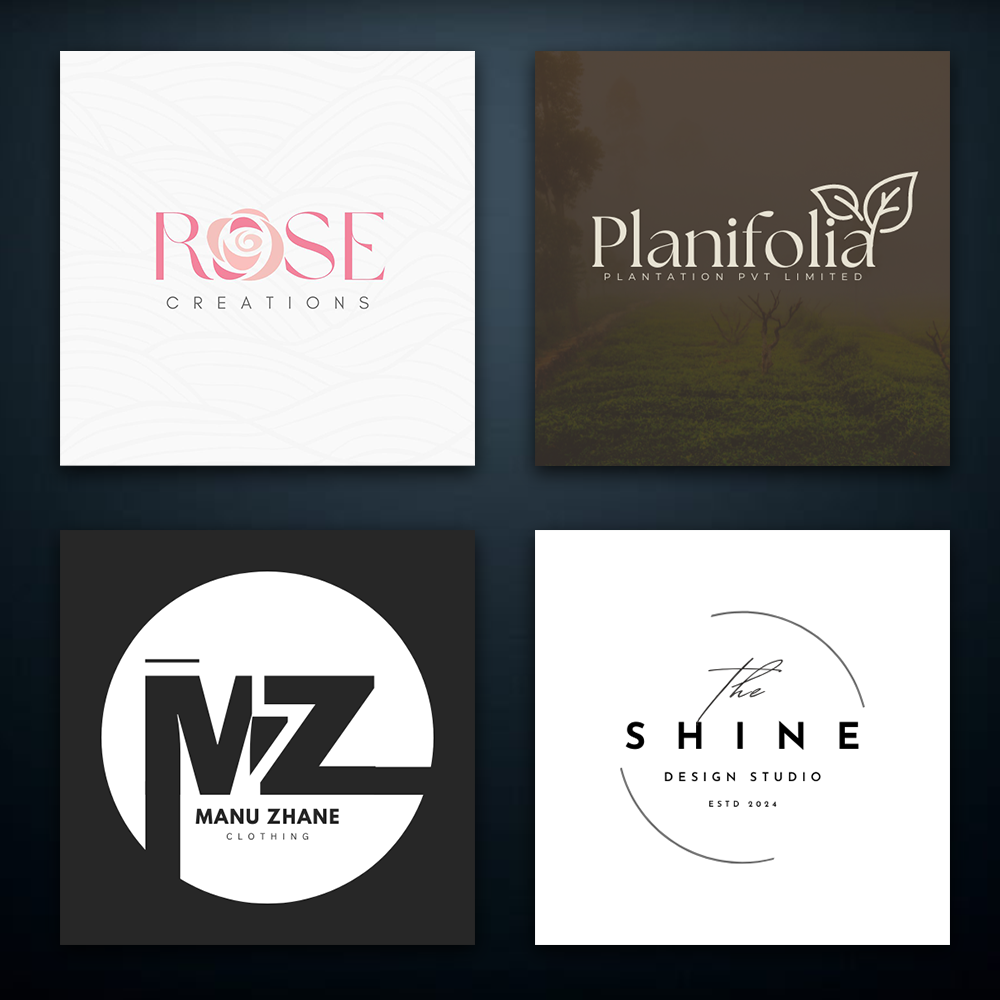 ROSE
CREATIONS
Planifolia
PLANTATION PVT LIMITED
MZ
MANU ZHANE
CLOTHING
the
SHINE
DESIGN STUDIO
ESTD 2024